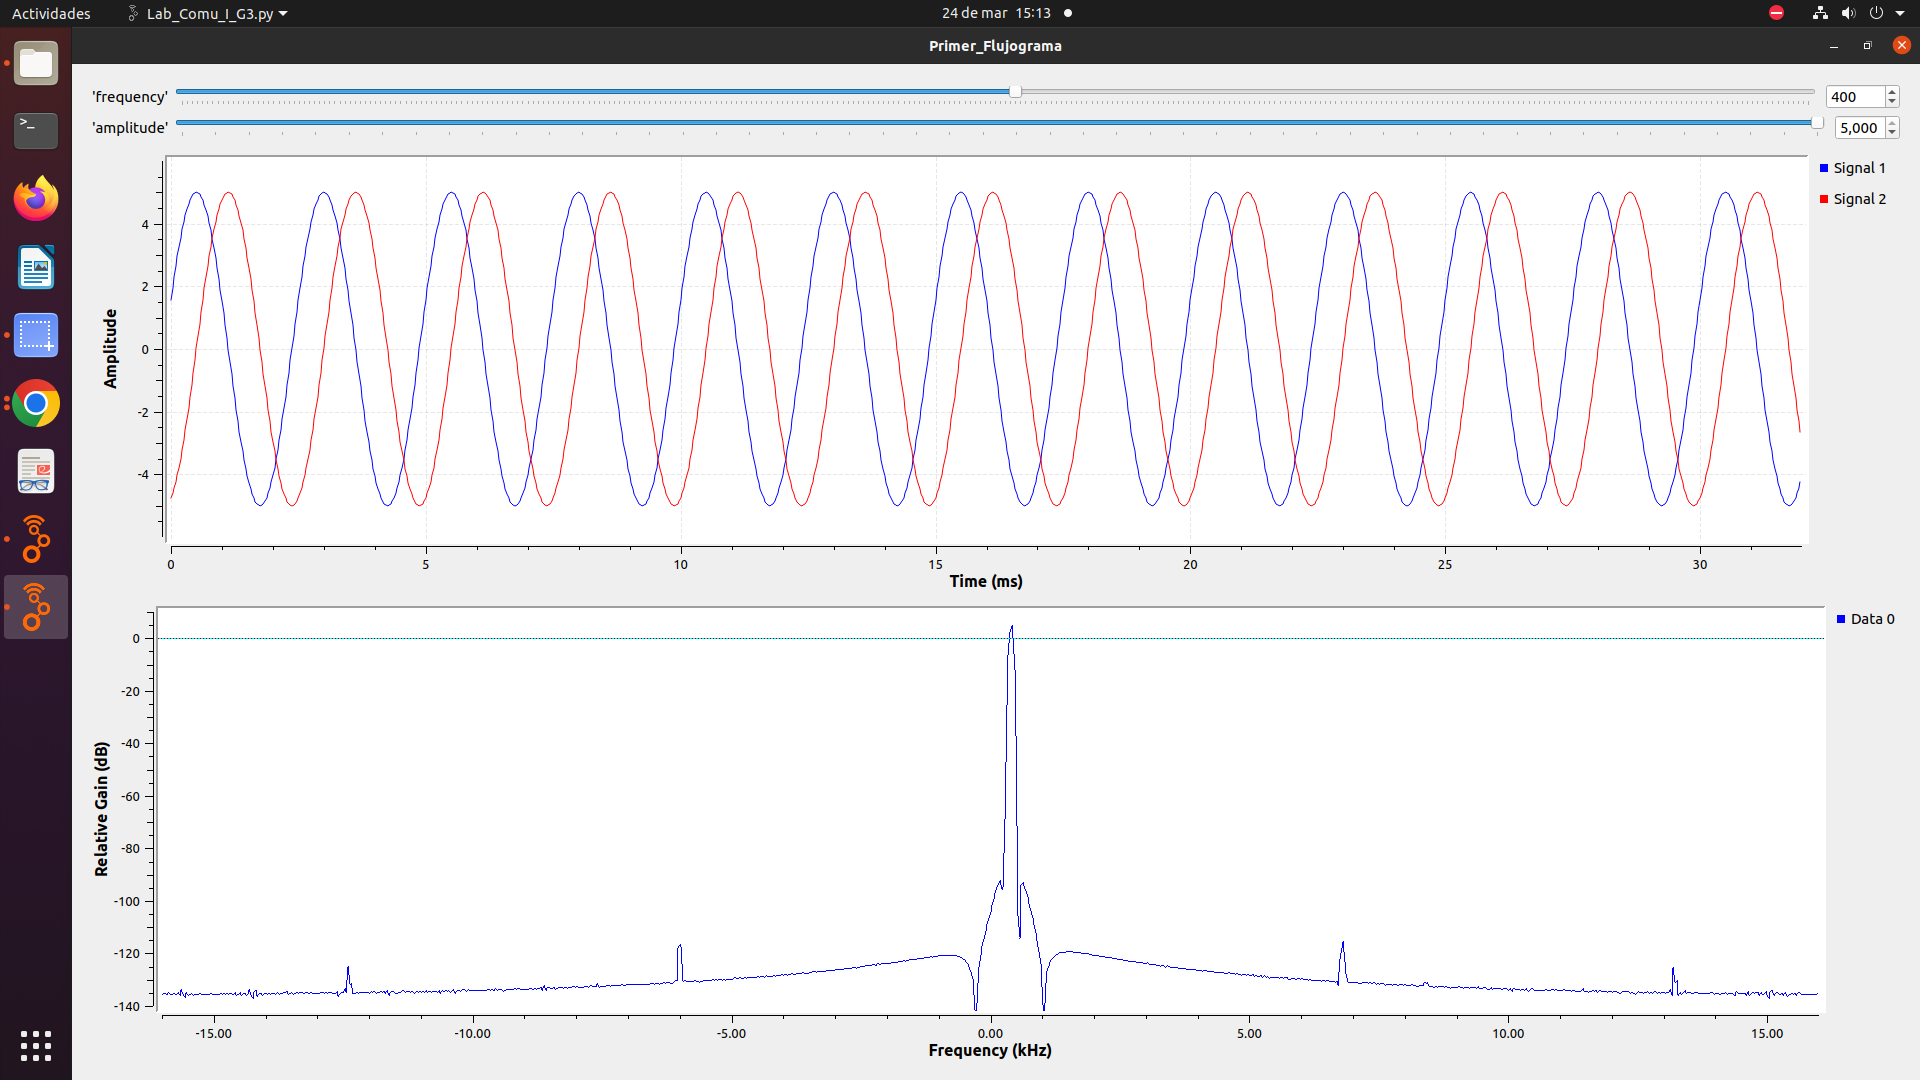 Actividades Lab_Comu_I_G3.py 24 de mar 15:13
Primer_Flujograma
'frequency' 400
'amplitude' 5,000
Signal 1
Signal 2
Amplitude
4
2
0
-2
-4
0 5 10 15 20 25 30
Time (ms)
Data 0
Relative Gain (dB)
0
-20
-40
-60
-80
-100
-120
-140
-15.00 -10.00 -5.00 0.00 5.00 10.00 15.00
Frequency (kHz)